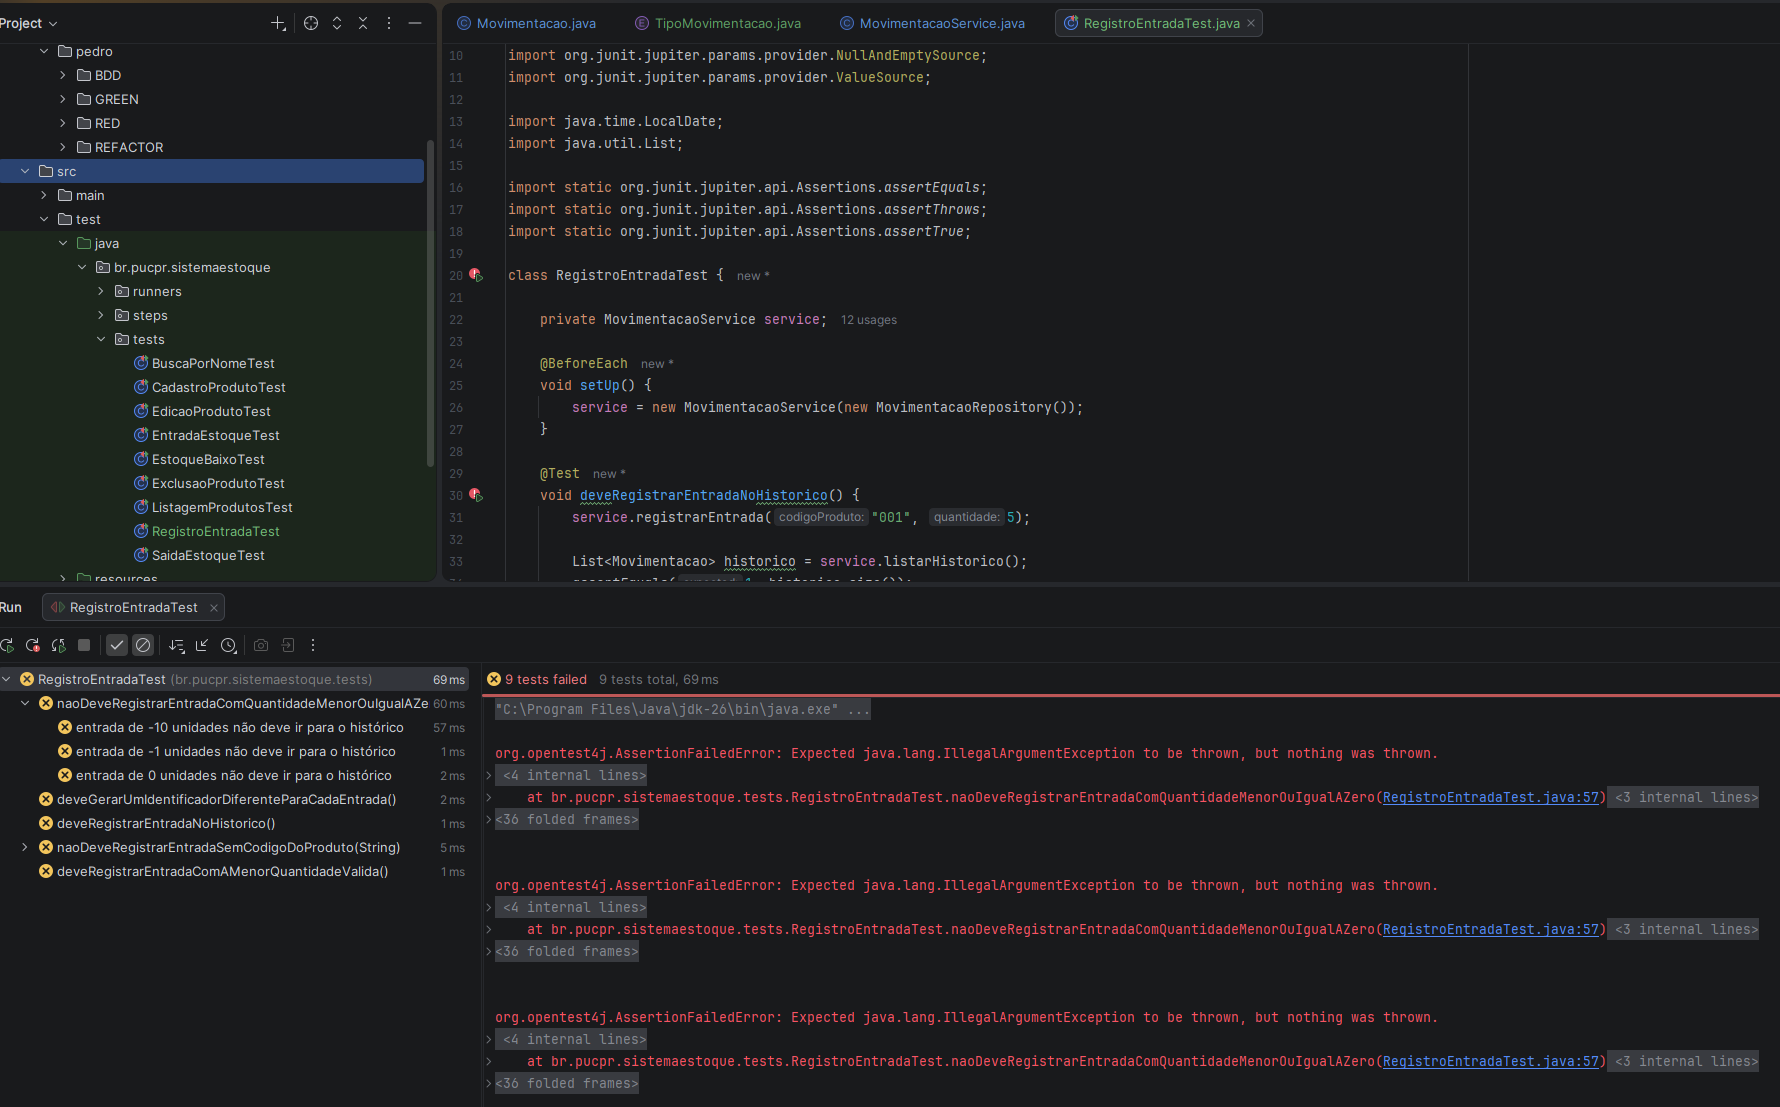 Project
pedro
BDD
GREEN
RED
REFACTOR
src
main
test
java
br.pucpr.sistemaestoque
runners
steps
tests
BuscaPorNomeTest
CadastroProdutoTest
EdicaoProdutoTest
EntradaEstoqueTest
EstoqueBaixoTest
ExclusaoProdutoTest
ListagemProdutosTest
RegistroEntradaTest
SaidaEstoqueTest
resources
Movimentacao.java TipoMovimentacao.java MovimentacaoService.java RegistroEntradaTest.java
10 import org.junit.jupiter.params.provider.NullAndEmptySource;
11 import org.junit.jupiter.params.provider.ValueSource;
12
13 import java.time.LocalDate;
14 import java.util.List;
15
16 import static org.junit.jupiter.api.Assertions.assertEquals;
17 import static org.junit.jupiter.api.Assertions.assertThrows;
18 import static org.junit.jupiter.api.Assertions.assertTrue;
19
20 class RegistroEntradaTest { new *
21
22 private MovimentacaoService service; 12 usages
23
24 @BeforeEach new *
25 void setUp() {
26 service = new MovimentacaoService(new MovimentacaoRepository());
27 }
28
29 @Test new *
30 void deveRegistrarEntradaNoHistorico() {
31 service.registrarEntrada( codigoProduto: "001", quantidade: 5);
32
33 List<Movimentacao> historico = service.listarHistorico();
Run RegistroEntradaTest
RegistroEntradaTest (br.pucpr.sistemaestoque.tests) 69 ms
naoDeveRegistrarEntradaComQuantidadeMenorOuIgualAZe 60 ms
entrada de -10 unidades não deve ir para o histórico 57 ms
entrada de -1 unidades não deve ir para o histórico 1 ms
entrada de 0 unidades não deve ir para o histórico 2 ms
deveGerarUmIdentificadorDiferenteParaCadaEntrada() 2 ms
deveRegistrarEntradaNoHistorico() 1 ms
naoDeveRegistrarEntradaSemCodigoDoProduto(String) 5 ms
deveRegistrarEntradaComAMenorQuantidadeValida() 1 ms
9 tests failed 9 tests total, 69 ms
"C:\Program Files\Java\jdk-26\bin\java.exe" ...
org.opentest4j.AssertionFailedError: Expected java.lang.IllegalArgumentException to be thrown, but nothing was thrown.
<4 internal lines>
at br.pucpr.sistemaestoque.tests.RegistroEntradaTest.naoDeveRegistrarEntradaComQuantidadeMenorOuIgualAZero(RegistroEntradaTest.java:57) <3 internal lines>
<36 folded frames>
org.opentest4j.AssertionFailedError: Expected java.lang.IllegalArgumentException to be thrown, but nothing was thrown.
<4 internal lines>
at br.pucpr.sistemaestoque.tests.RegistroEntradaTest.naoDeveRegistrarEntradaComQuantidadeMenorOuIgualAZero(RegistroEntradaTest.java:57) <3 internal lines>
<36 folded frames>
org.opentest4j.AssertionFailedError: Expected java.lang.IllegalArgumentException to be thrown, but nothing was thrown.
<4 internal lines>
at br.pucpr.sistemaestoque.tests.RegistroEntradaTest.naoDeveRegistrarEntradaComQuantidadeMenorOuIgualAZero(RegistroEntradaTest.java:57) <3 internal lines>
<36 folded frames>